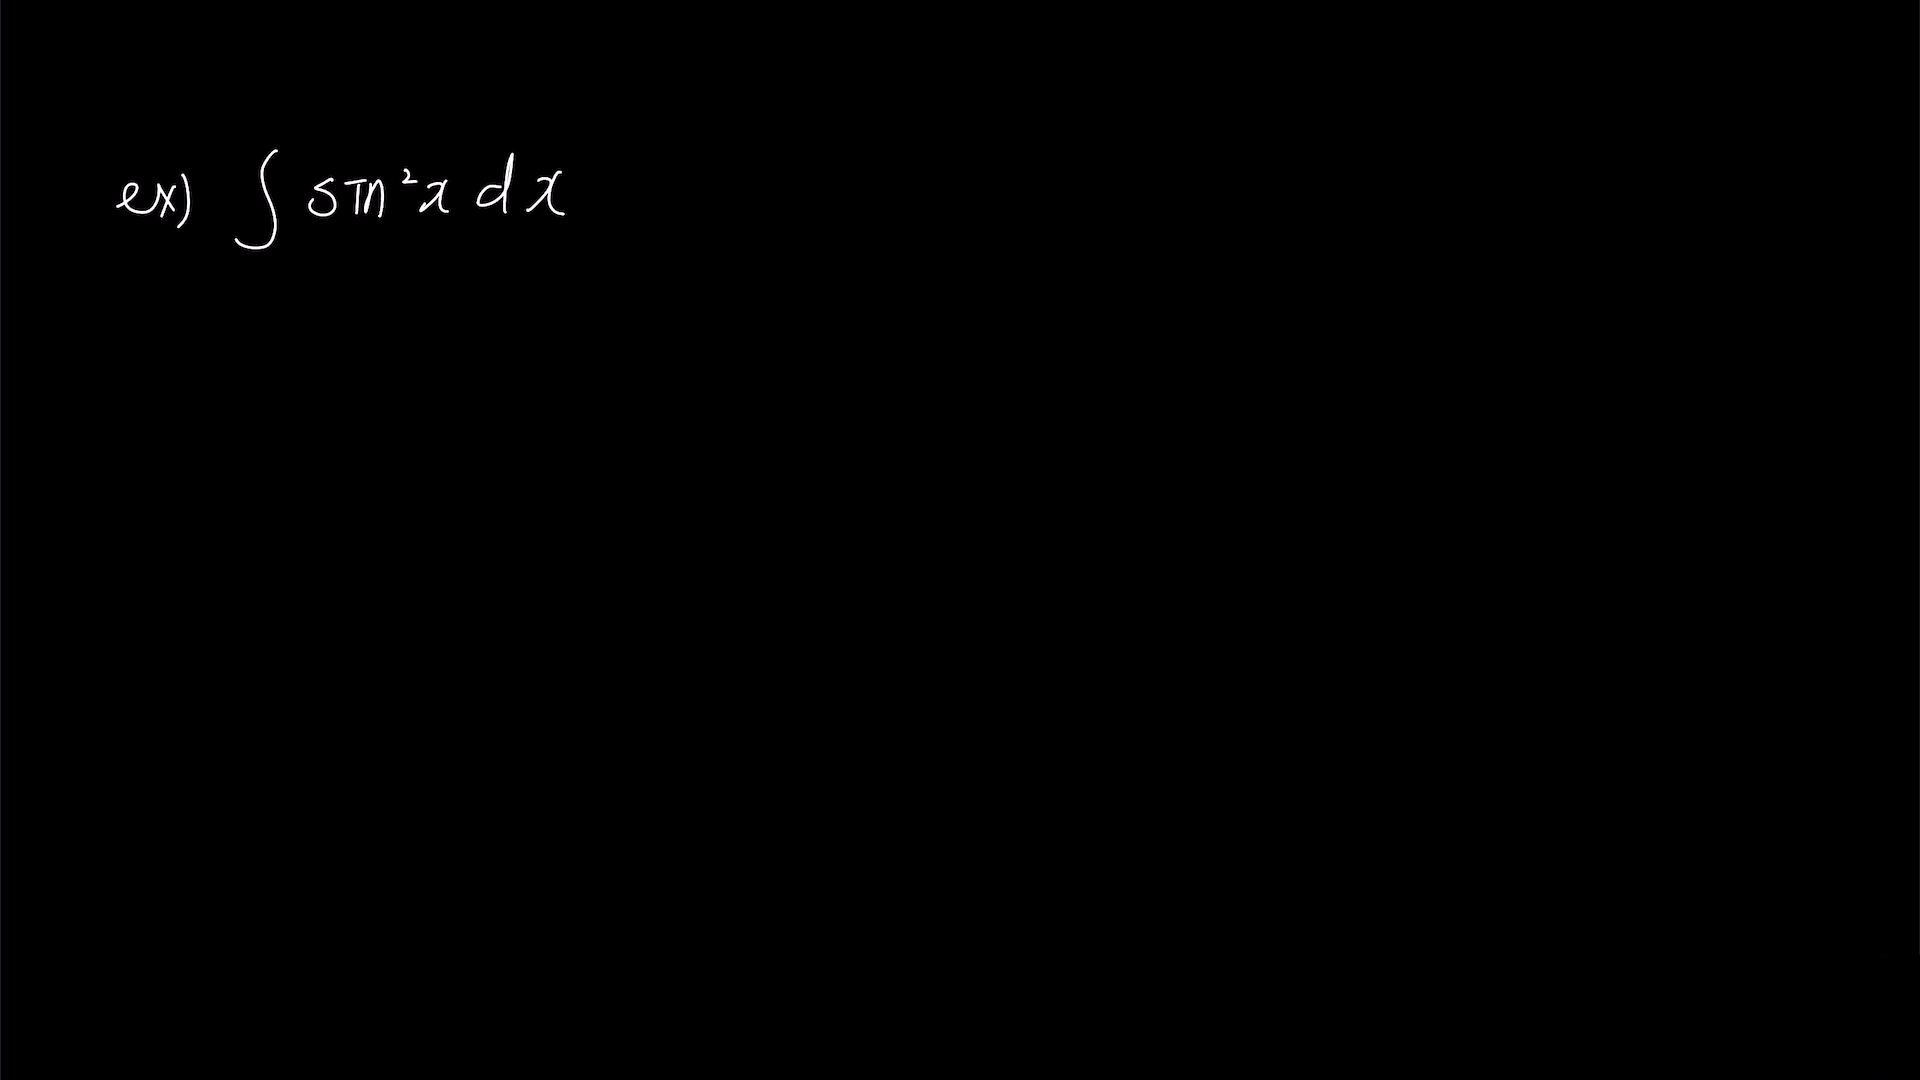 ex) ∫ sin²x dx